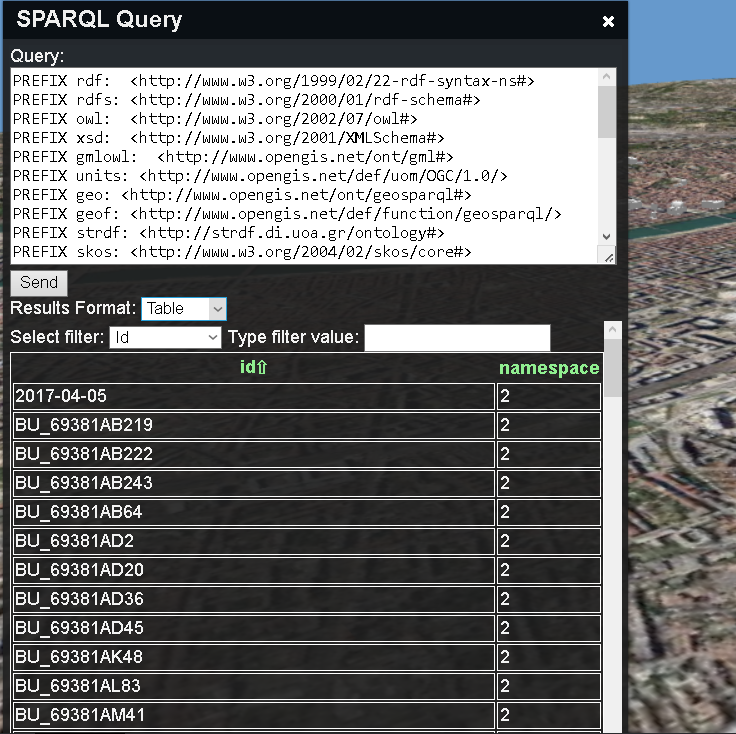 SPARQL Query ×
Query:
PREFIX rdf:  <http://www.w3.org/1999/02/22-rdf-syntax-ns#>
PREFIX rdfs: <http://www.w3.org/2000/01/rdf-schema#>
PREFIX owl:  <http://www.w3.org/2002/07/owl#>
PREFIX xsd:  <http://www.w3.org/2001/XMLSchema#>
PREFIX gmlowl:  <http://www.opengis.net/ont/gml#>
PREFIX units: <http://www.opengis.net/def/uom/OGC/1.0/>
PREFIX geo: <http://www.opengis.net/ont/geosparql#>
PREFIX geof: <http://www.opengis.net/def/function/geosparql/>
PREFIX strdf: <http://strdf.di.uoa.gr/ontology#>
PREFIX skos: <http://www.w3.org/2004/02/skos/core#>
Send
Results Format: Table
Select filter: Id Type filter value:
id⇧ namespace
2017-04-05 2
BU_69381AB219 2
BU_69381AB222 2
BU_69381AB243 2
BU_69381AB64 2
BU_69381AD2 2
BU_69381AD20 2
BU_69381AD36 2
BU_69381AD45 2
BU_69381AK48 2
BU_69381AL83 2
BU_69381AM41 2